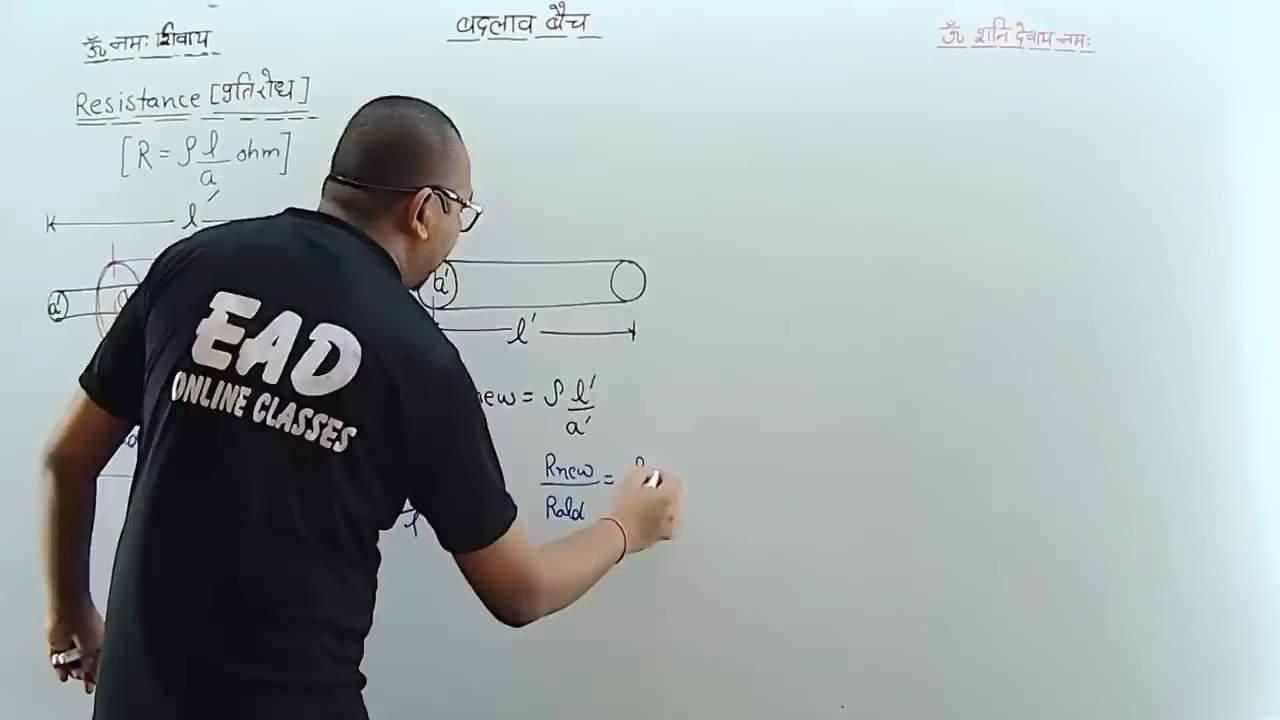 ॐ नमः शिवाय
बदलाव बैच
ॐ शनि देवाय नमः
Resistance [प्रतिरोध]
[R = ρ l/a ohm]
l′
a′
a′
l′
new = ρ l′/a′
Rnew/Rold =
EAD
ONLINE CLASSES